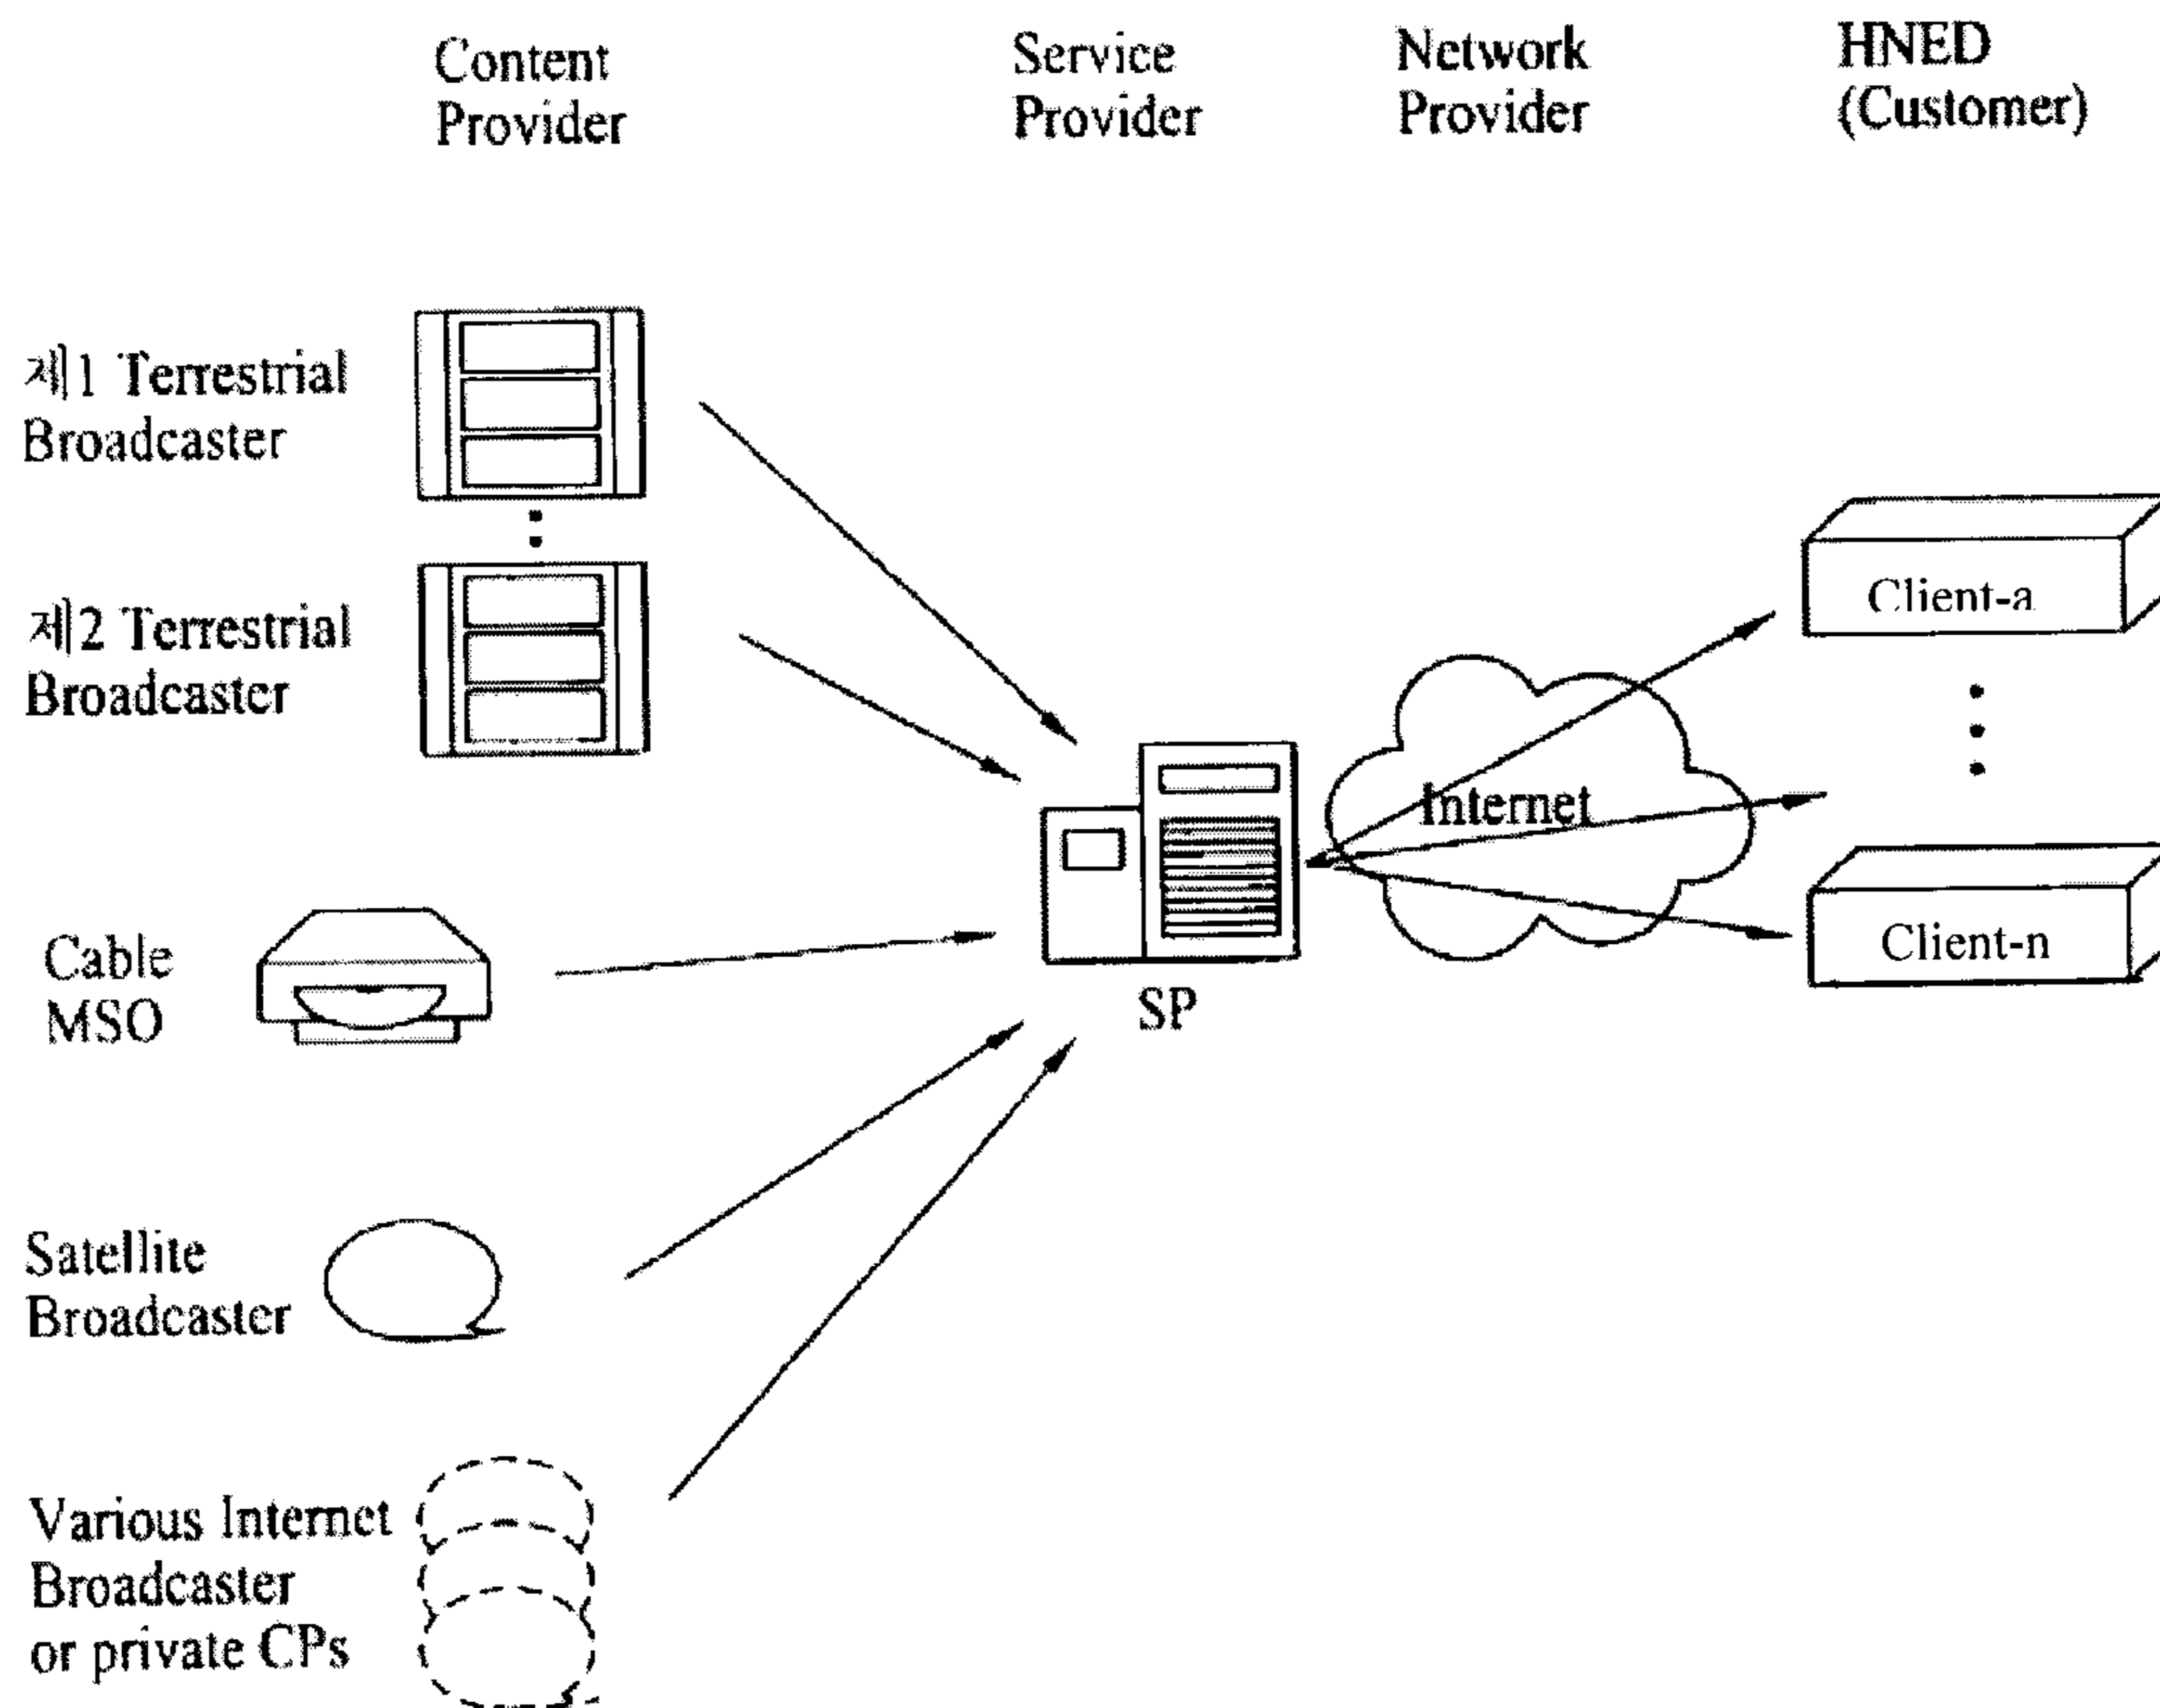 Content
Provider
Service
Provider
Network
Provider
HNED
(Customer)
제1 Terrestrial
Broadcaster
제2 Terrestrial
Broadcaster
Cable
MSO
Satellite
Broadcaster
Various Internet
Broadcaster
or private CPs
SP
Internet
Client-a
Client-n